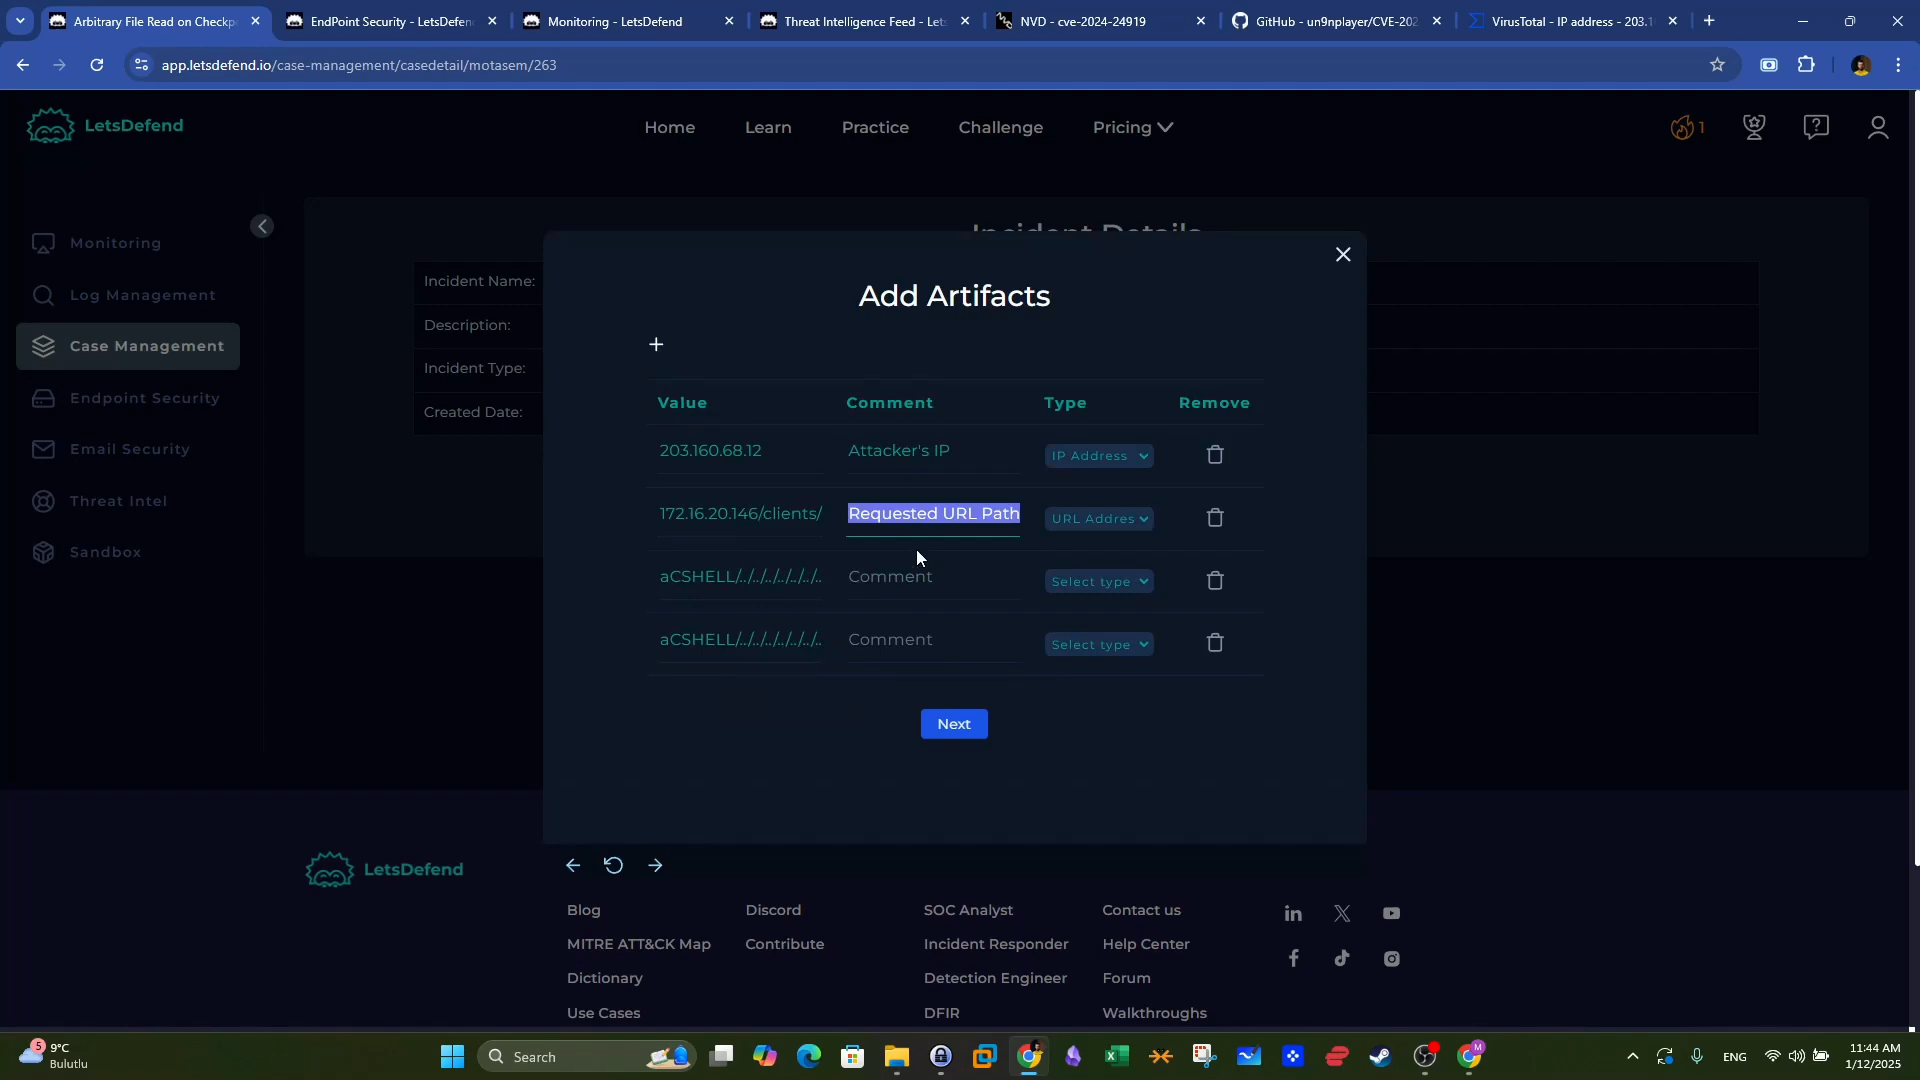 Arbitrary File Read on Checkp
EndPoint Security - LetsDefen
Monitoring - LetsDefend
Threat Intelligence Feed - Lets
NVD - cve-2024-24919
GitHub - un9nplayer/CVE-202
VirusTotal - IP address - 203.1
app.letsdefend.io/case-management/casedetail/motasem/263
LetsDefend
Home
Learn
Practice
Challenge
Pricing
1
Monitoring
Log Management
Case Management
Endpoint Security
Email Security
Threat Intel
Sandbox
Incident Details
Incident Name:
Description:
Incident Type:
Created Date:
Add Artifacts
Value
Comment
Type
Remove
203.160.68.12
Attacker's IP
IP Address
172.16.20.146/clients/
Requested URL Path
URL Addres
aCSHELL/../../../../../../..
Comment
Select type
aCSHELL/../../../../../../..
Comment
Select type
Next
LetsDefend
Blog
Discord
SOC Analyst
Contact us
MITRE ATT&CK Map
Contribute
Incident Responder
Help Center
Dictionary
Detection Engineer
Forum
Use Cases
DFIR
Walkthroughs
5
9°C
Bulutlu
Search
M
ENG
11:44 AM
1/12/2025